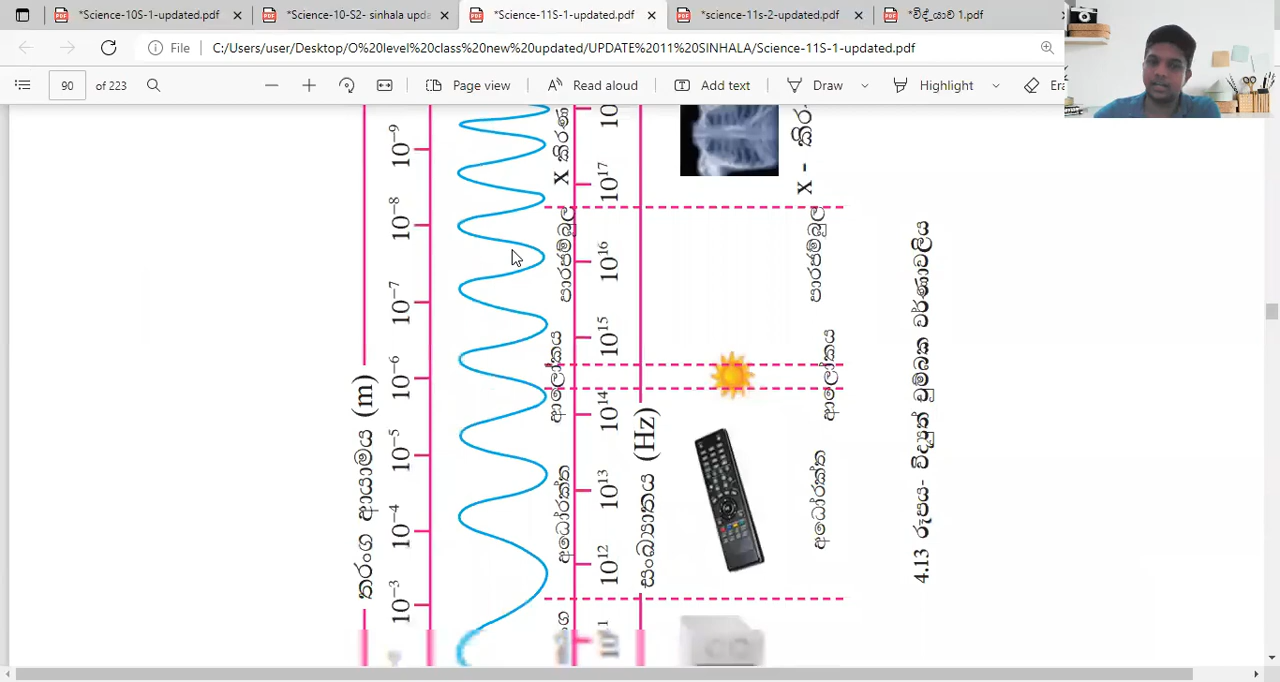 *Science-10S-1-updated.pdf
*Science-10-S2- sinhala upda
*Science-11S-1-updated.pdf
*science-11s-2-updated.pdf
*විද්‍යාව 1.pdf
File
C:/Users/user/Desktop/O%20level%20class%20new%20updated/UPDATE%2011%20SINHALA/Science-11S-1-updated.pdf
90 of 223
Page view
Read aloud
Add text
Draw
Highlight
Era
තරංග ආයාමය (m)
10⁻³ 10⁻⁴ 10⁻⁵ 10⁻⁶ 10⁻⁷ 10⁻⁸ 10⁻⁹
අධෝරක්ත ආලෝකය පාරජම්බුල X කිරණ
10¹² 10¹³ 10¹⁴ 10¹⁵ 10¹⁶ 10¹⁷ 10
සංඛ්‍යාතය (Hz)
අධෝරක්ත ආලෝකය පාරජම්බුල x - කිර
4.13 රූපය- විද්‍යුත් චුම්බක වර්ණාවලිය